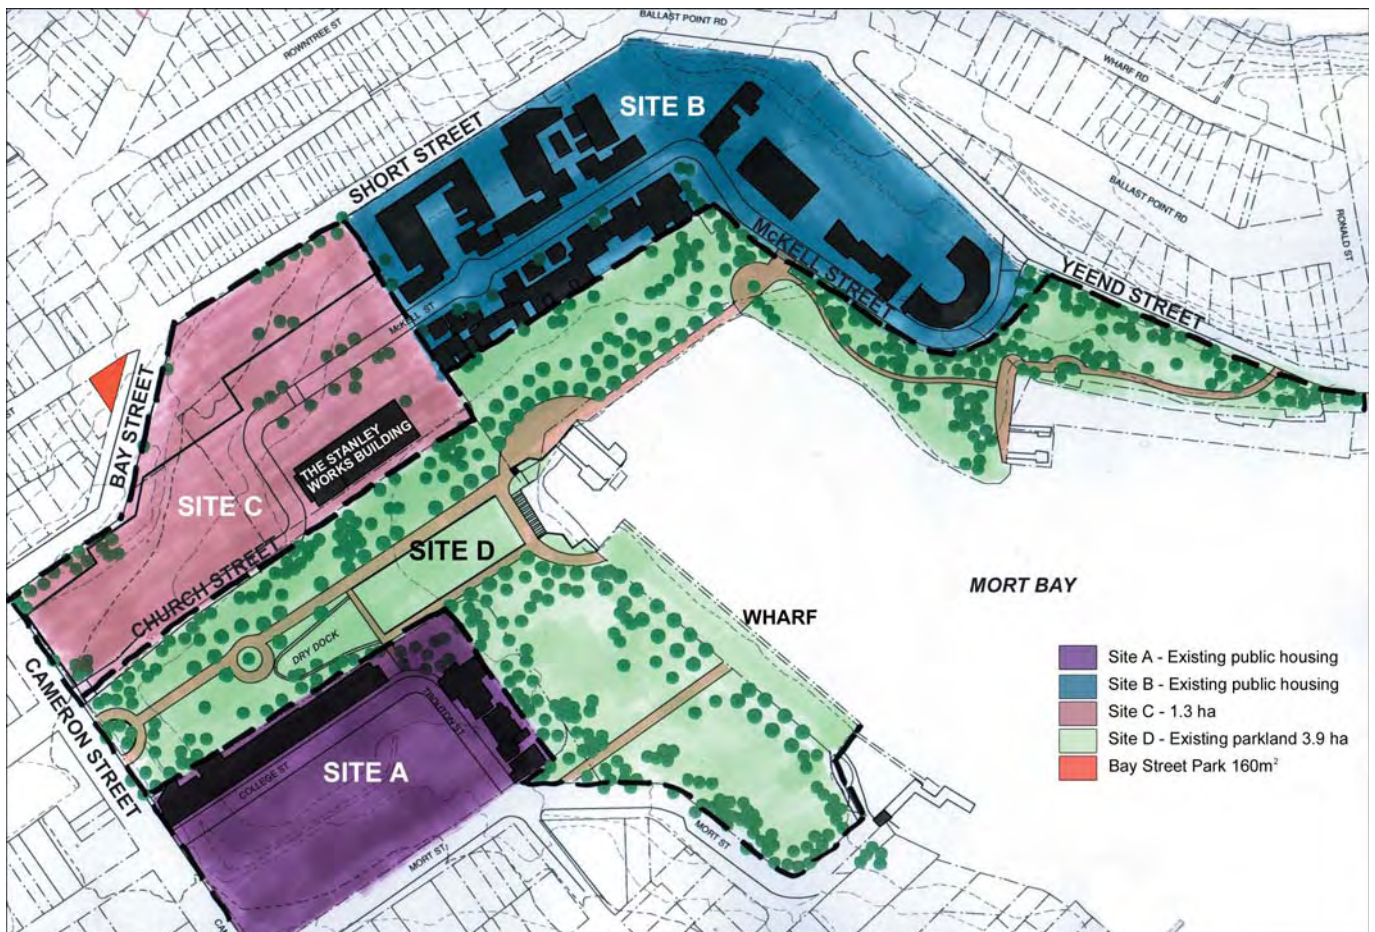 BALLAST POINT RD
ROWNTREE ST
WHARF RD
SITE B
SHORT STREET
BALLAST POINT RD
RONALD ST
McKELL STREET
YEEND STREET
McKELL ST
BAY STREET
THE STANLEY
WORKS BUILDING
SITE C
CHURCH STREET
SITE D
MORT BAY
WHARF
DRY DOCK
CAMERON STREET
SITE A
COLLEGE ST
MORT ST
MORT ST
Site A - Existing public housing
Site B - Existing public housing
Site C - 1.3 ha
Site D - Existing parkland 3.9 ha
Bay Street Park 160m²